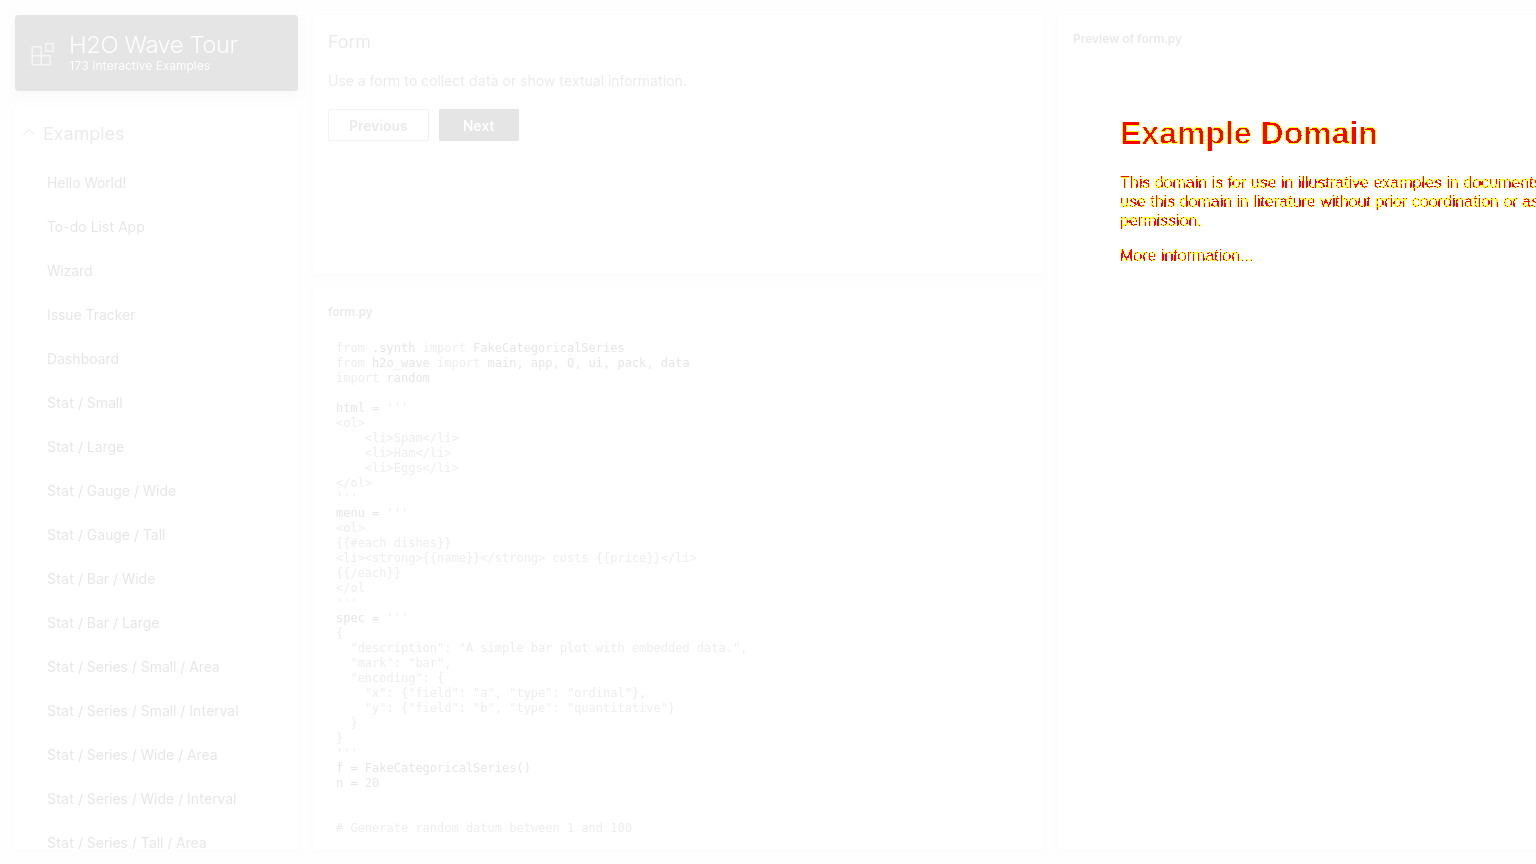 H2O Wave Tour
173 Interactive Examples
Examples
Hello World!
To-do List App
Wizard
Issue Tracker
Dashboard
Stat / Small
Stat / Large
Stat / Gauge / Wide
Stat / Gauge / Tall
Stat / Bar / Wide
Stat / Bar / Large
Stat / Series / Small / Area
Stat / Series / Small / Interval
Stat / Series / Wide / Area
Stat / Series / Wide / Interval
Stat / Series / Tall / Area
Form
Use a form to collect data or show textual information.
Previous
Next
form.py
from .synth import FakeCategoricalSeries
from h2o_wave import main, app, Q, ui, pack, data
import random
html = '''
<ol>
    <li>Spam</li>
    <li>Ham</li>
    <li>Eggs</li>
</ol>
'''
menu = '''
<ol>
{{#each dishes}}
<li><strong>{{name}}</strong> costs {{price}}</li>
{{/each}}
</ol
'''
spec = '''
{
  "description": "A simple bar plot with embedded data.",
  "mark": "bar",
  "encoding": {
    "x": {"field": "a", "type": "ordinal"},
    "y": {"field": "b", "type": "quantitative"}
  }
}
'''
f = FakeCategoricalSeries()
n = 20
# Generate random datum between 1 and 100
Preview of form.py
Example Domain
This domain is for use in illustrative examples in documents
use this domain in literature without prior coordination or as
permission.
More information...